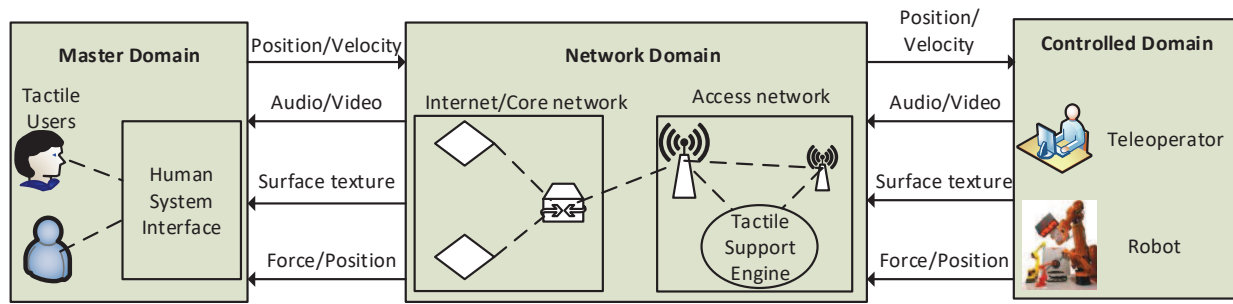 Master Domain
Tactile
Users
Human
System
Interface
Position/Velocity
Audio/Video
Surface texture
Force/Position
Network Domain
Internet/Core network
Access network
Tactile
Support
Engine
Position/
Velocity
Audio/Video
Surface texture
Force/Position
Controlled Domain
Teleoperator
Robot